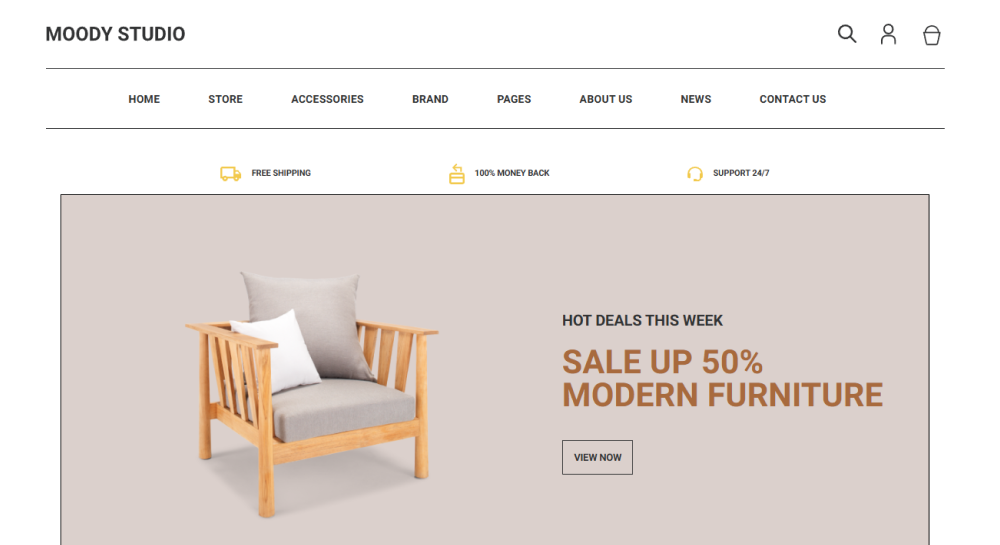 MOODY STUDIO
HOME STORE ACCESSORIES BRAND PAGES ABOUT US NEWS CONTACT US
FREE SHIPPING 100% MONEY BACK SUPPORT 24/7
HOT DEALS THIS WEEK
SALE UP 50%
MODERN FURNITURE
VIEW NOW